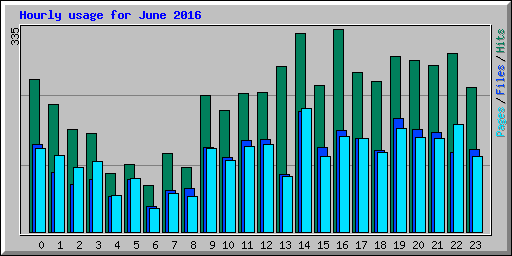 Hourly usage for June 2016
335
Pages/Files/Hits
0 1 2 3 4 5 6 7 8 9 10 11 12 13 14 15 16 17 18 19 20 21 22 23